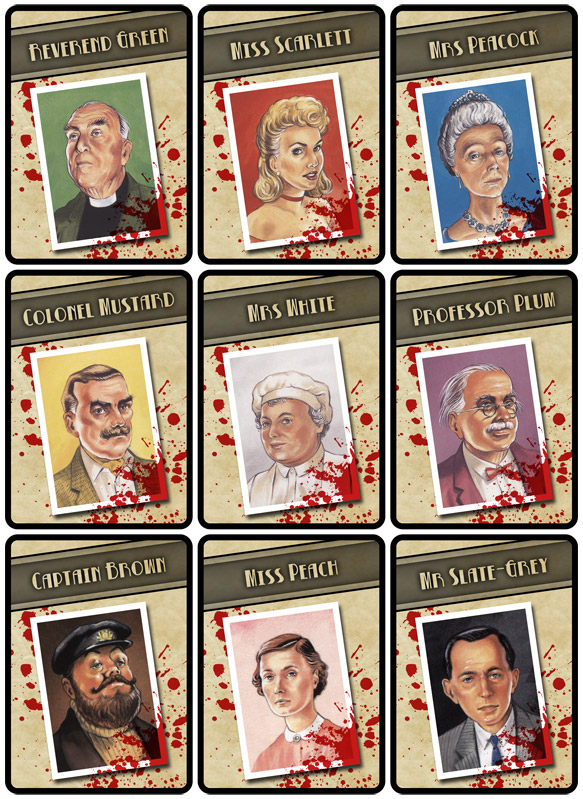 Reverend Green
Miss Scarlett
Mrs Peacock
Colonel Mustard
Mrs White
Professor Plum
Captain Brown
Miss Peach
Mr Slate-Grey